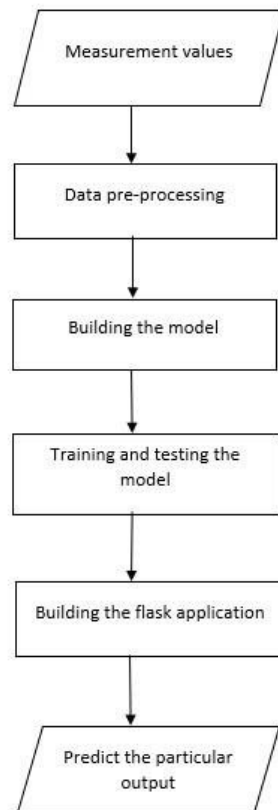 Measurement values
Data pre-processing
Building the model
Training and testing the
model
Building the flask application
Predict the particular
output